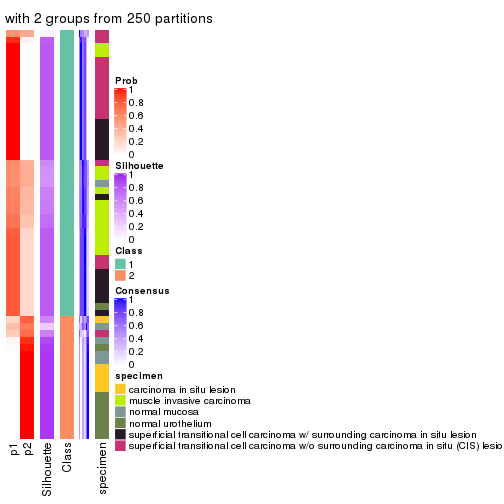 with 2 groups from 250 partitions
Prob
1
0.8
0.6
0.4
0.2
0
Silhouette
1
0.8
0.6
0.4
0.2
0
Class
1
2
Consensus
1
0.8
0.6
0.4
0.2
0
specimen
carcinoma in situ lesion
muscle invasive carcinoma
normal mucosa
normal urothelium
superficial transitional cell carcinoma w/ surrounding carcinoma in situ lesion
superficial transitional cell carcinoma w/o surrounding carcinoma in situ (CIS) lesio
p1
p2
Silhouette
Class
specimen